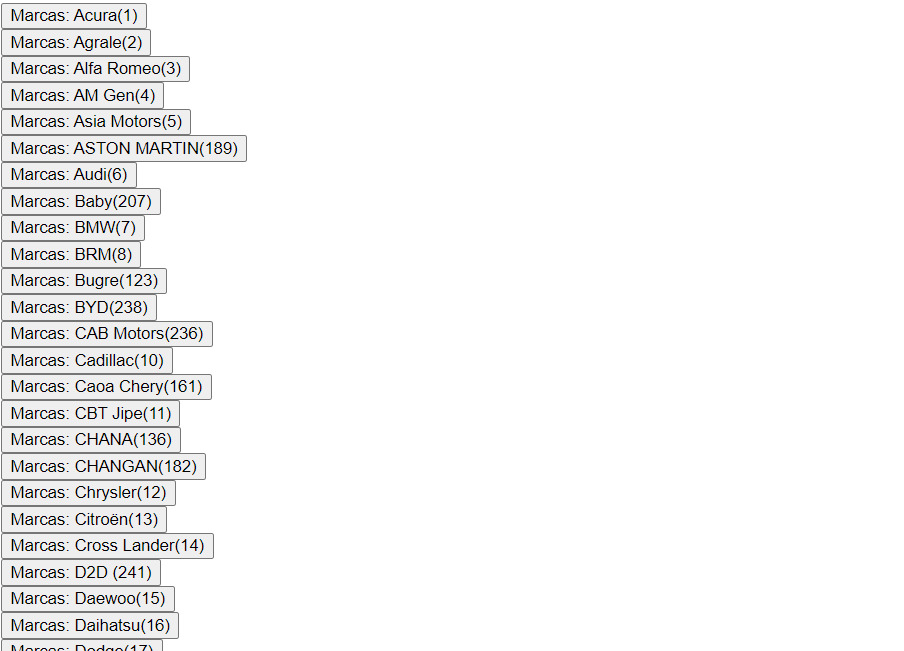 Marcas: Acura(1)
Marcas: Agrale(2)
Marcas: Alfa Romeo(3)
Marcas: AM Gen(4)
Marcas: Asia Motors(5)
Marcas: ASTON MARTIN(189)
Marcas: Audi(6)
Marcas: Baby(207)
Marcas: BMW(7)
Marcas: BRM(8)
Marcas: Bugre(123)
Marcas: BYD(238)
Marcas: CAB Motors(236)
Marcas: Cadillac(10)
Marcas: Caoa Chery(161)
Marcas: CBT Jipe(11)
Marcas: CHANA(136)
Marcas: CHANGAN(182)
Marcas: Chrysler(12)
Marcas: Citroën(13)
Marcas: Cross Lander(14)
Marcas: D2D (241)
Marcas: Daewoo(15)
Marcas: Daihatsu(16)
Marcas: Dodge(17)